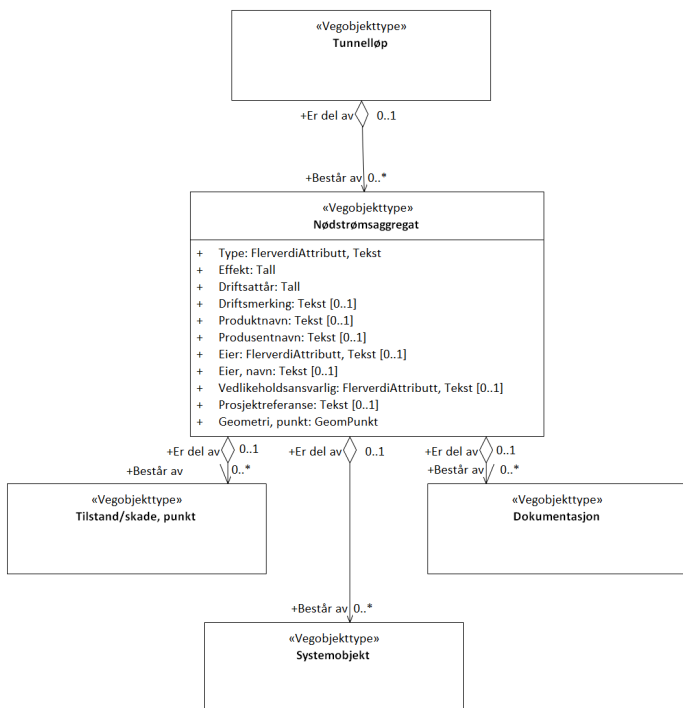 «Vegobjekttype»
Tunnelløp
+Er del av 0..1
+Består av 0..*
«Vegobjekttype»
Nødstrømsaggregat
+ Type: FlerverdiAttributt, Tekst
+ Effekt: Tall
+ Driftsattår: Tall
+ Driftsmerking: Tekst [0..1]
+ Produktnavn: Tekst [0..1]
+ Produsentnavn: Tekst [0..1]
+ Eier: FlerverdiAttributt, Tekst [0..1]
+ Eier, navn: Tekst [0..1]
+ Vedlikeholdsansvarlig: FlerverdiAttributt, Tekst [0..1]
+ Prosjektreferanse: Tekst [0..1]
+ Geometri, punkt: GeomPunkt
+Er del av 0..1 +Er del av 0..1 +Er del av 0..1
+Består av 0..* +Består av 0..*
«Vegobjekttype» «Vegobjekttype»
Tilstand/skade, punkt Dokumentasjon
+Består av 0..*
«Vegobjekttype»
Systemobjekt